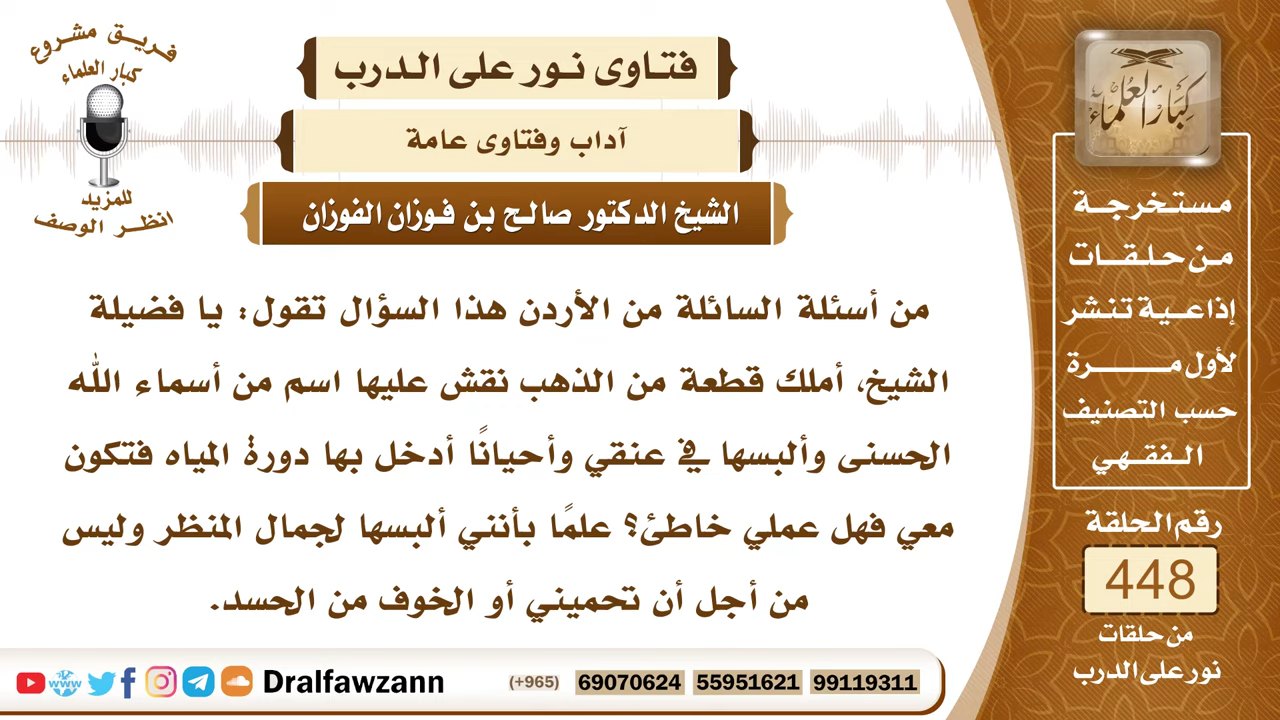 فريق مشروع
كبار العلماء
للمزيد
انظر الوصف
فتاوى نور على الدرب
آداب وفتاوى عامة
الشيخ الدكتور صالح بن فوزان الفوزان
من أسئلة السائلة من الأردن هذا السؤال تقول: يا فضيلة
الشيخ، أملك قطعة من الذهب نقش عليها اسم من أسماء الله
الحسنى وألبسها في عنقي وأحيانًا أدخل بها دورة المياه فتكون
معي فهل عملي خاطئ؟ علمًا بأنني ألبسها لجمال المنظر وليس
من أجل أن تحميني أو الخوف من الحسد.
كبار العلماء
مستخرجة
من حلقات
إذاعية تنشر
لأول مرة
حسب التصنيف
الفقهي
رقم الحلقة
448
من حلقات
نور على الدرب
www Dralfawzann (+965) 69070624 55951621 99119311